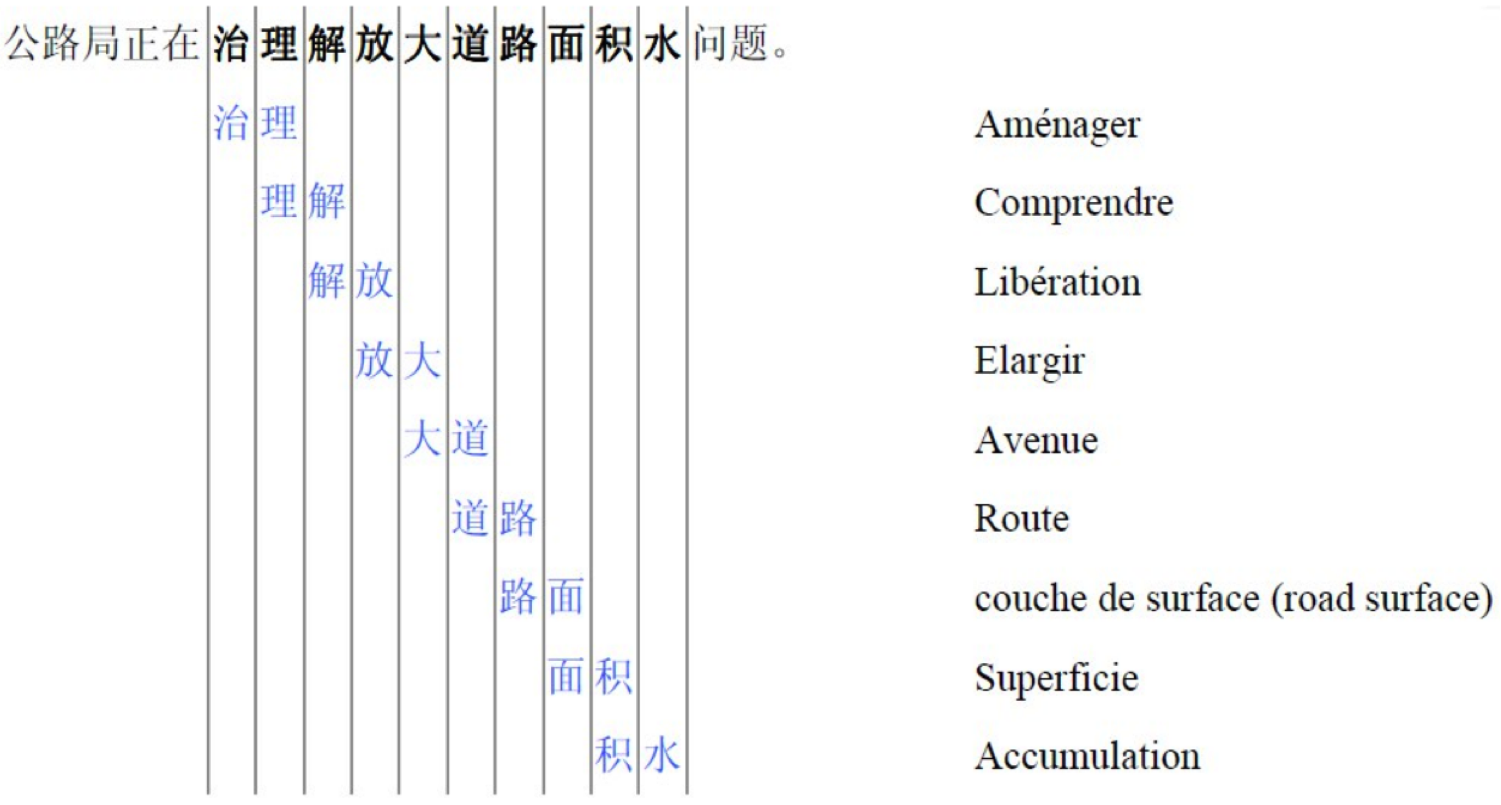 公路局正在治理解放大道路面积水问题。
治理 Aménager
理解 Comprendre
解放 Libération
放大 Elargir
大道 Avenue
道路 Route
路面 couche de surface (road surface)
面积 Superficie
积水 Accumulation